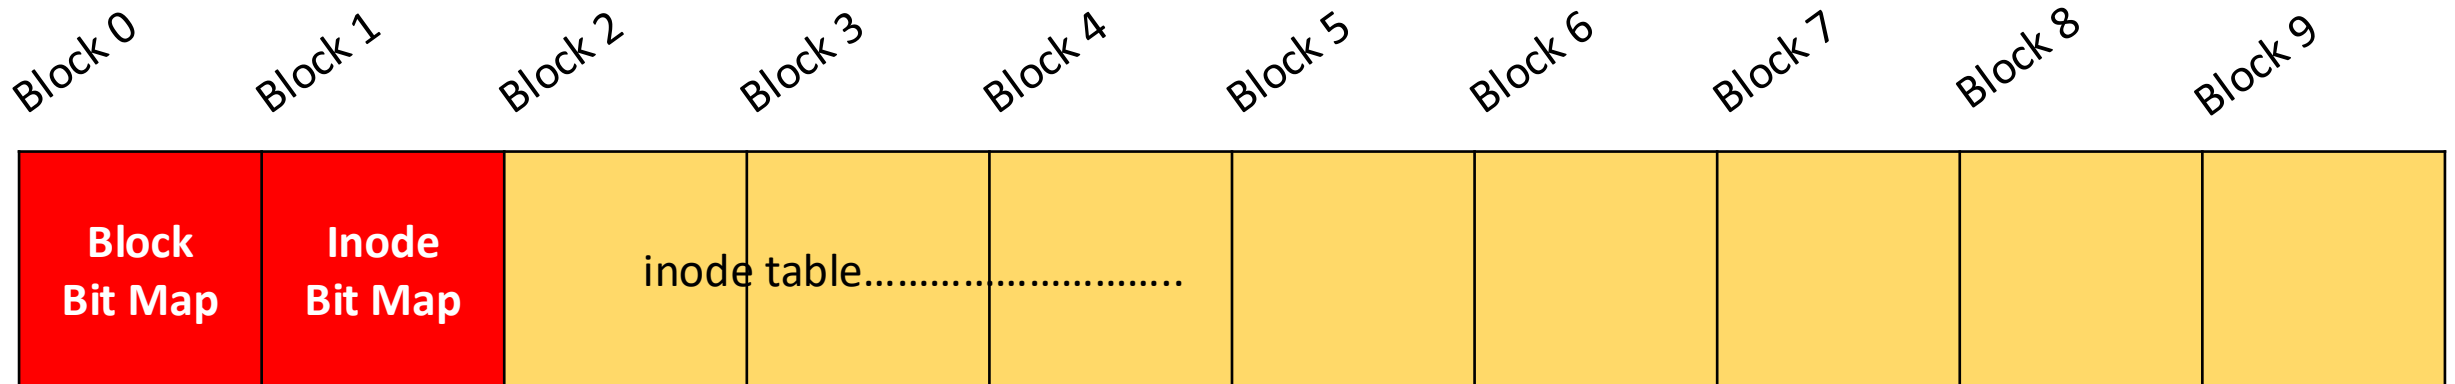 Block 0 Block 1 Block 2 Block 3 Block 4 Block 5 Block 6 Block 7 Block 8 Block 9
Block
Bit Map
Inode
Bit Map
inode table................................